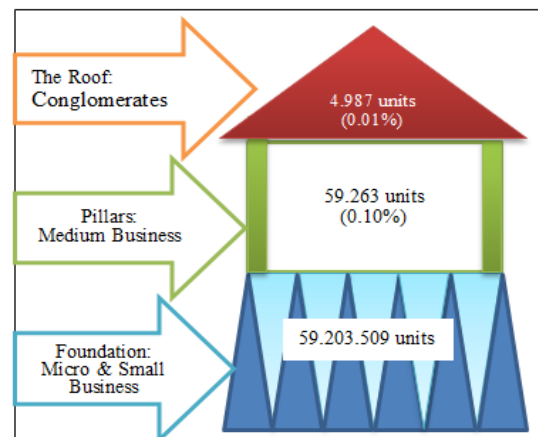 The Roof:
Conglomerates
4.987 units
(0.01%)
Pillars:
Medium Business
59.263 units
(0.10%)
Foundation:
Micro & Small
Business
59.203.509 units